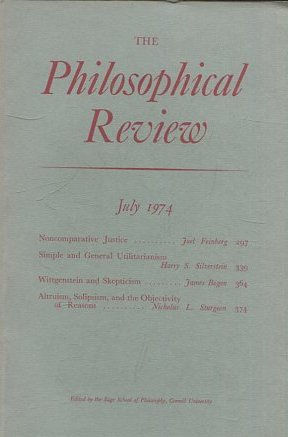 THE
Philosophical
Review
July 1974
Noncomparative Justice .......... Joel Feinberg 297
Simple and General Utilitarianism
Harry S. Silverstein 339
Wittgenstein and Skepticism ......... James Bogen 364
Altruism, Solipsism, and the Objectivity
of Reasons .......... Nicholas L. Sturgeon 374
Edited by the Sage School of Philosophy, Cornell University